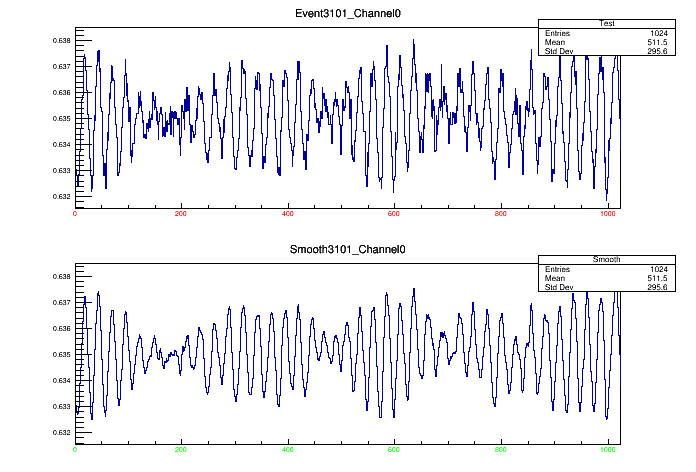 Event3101_Channel0
Test
Entries 1024
Mean 511.5
Std Dev 295.6
0.638
0.637
0.636
0.635
0.634
0.633
0.632
0 200 400 600 800 1000
Smooth3101_Channel0
Smooth
Entries 1024
Mean 511.5
Std Dev 295.6
0.638
0.637
0.636
0.635
0.634
0.633
0.632
0 200 400 600 800 1000